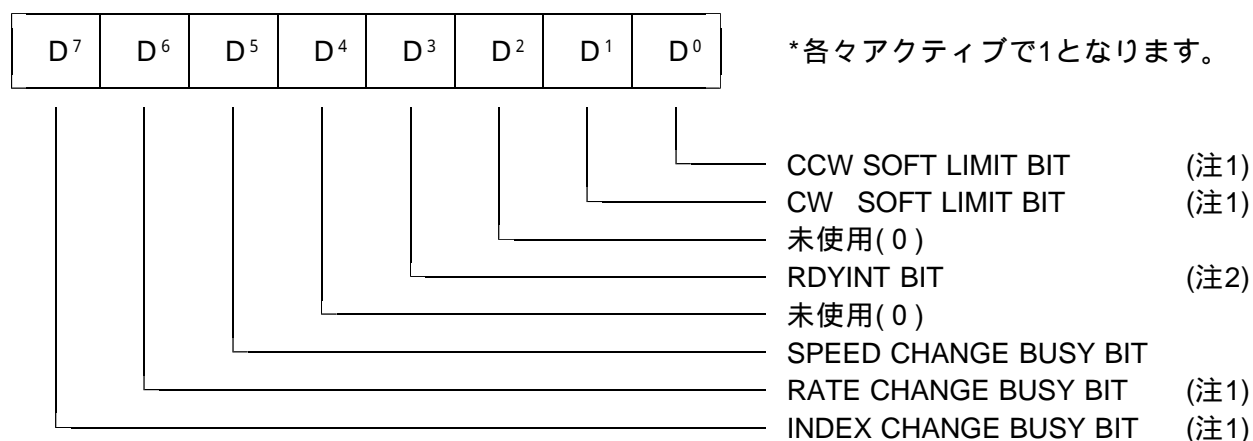 D7 D6 D5 D4 D3 D2 D1 D0 *各々アクティブで1となります。
CCW SOFT LIMIT BIT (注1)
CW SOFT LIMIT BIT (注1)
未使用(0)
RDYINT BIT (注2)
未使用(0)
SPEED CHANGE BUSY BIT
RATE CHANGE BUSY BIT (注1)
INDEX CHANGE BUSY BIT (注1)